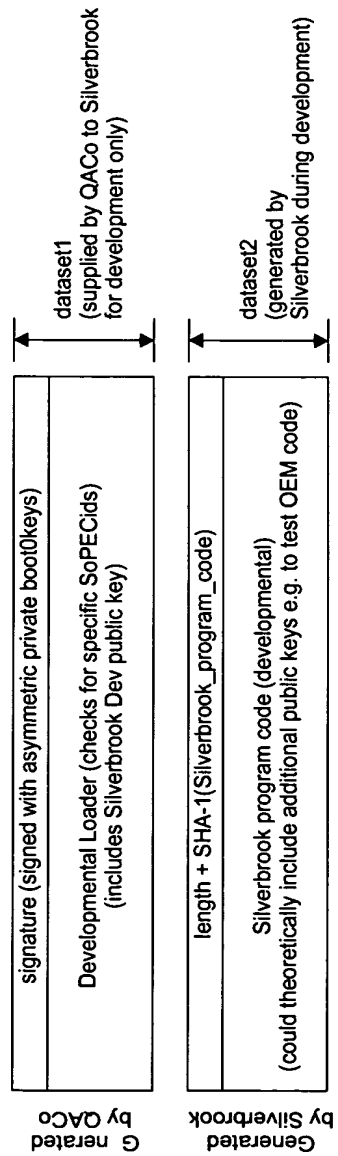 signature (signed with asymmetric private boot0keys)
Developmental Loader (checks for specific SoPECids)
(includes Silverbrook Dev public key)
G nerated
by QACo
dataset1
(supplied by QACo to Silverbrook
for development only)
length + SHA-1(Silverbrook_program_code)
Silverbrook program code (developmental)
(could theoretically include additional public keys e.g. to test OEM code)
Generated
by Silverbrook
dataset2
(generated by
Silverbrook during development)